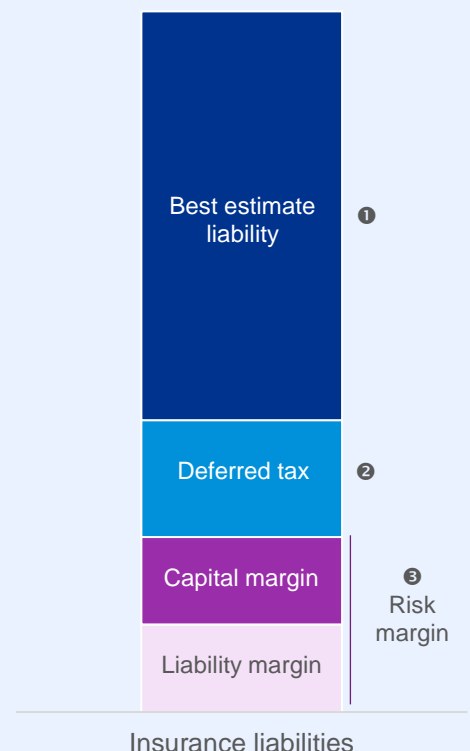 Best estimate
liability
❶
Deferred tax
❷
Capital margin
❸
Risk
margin
Liability margin
Insurance liabilities